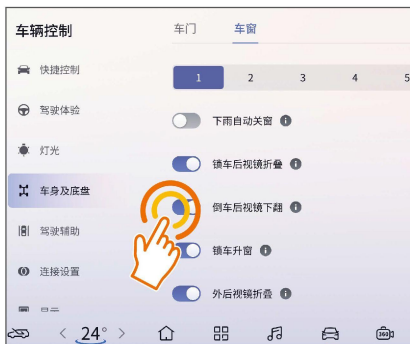 车辆控制
车门 车窗
快捷控制
1 2 3 4 5
驾驶体验
下雨自动关窗
灯光
锁车后视镜折叠
车身及底盘
倒车后视镜下翻
驾驶辅助
锁车升窗
连接设置
外后视镜折叠
显示
< 24° >
360